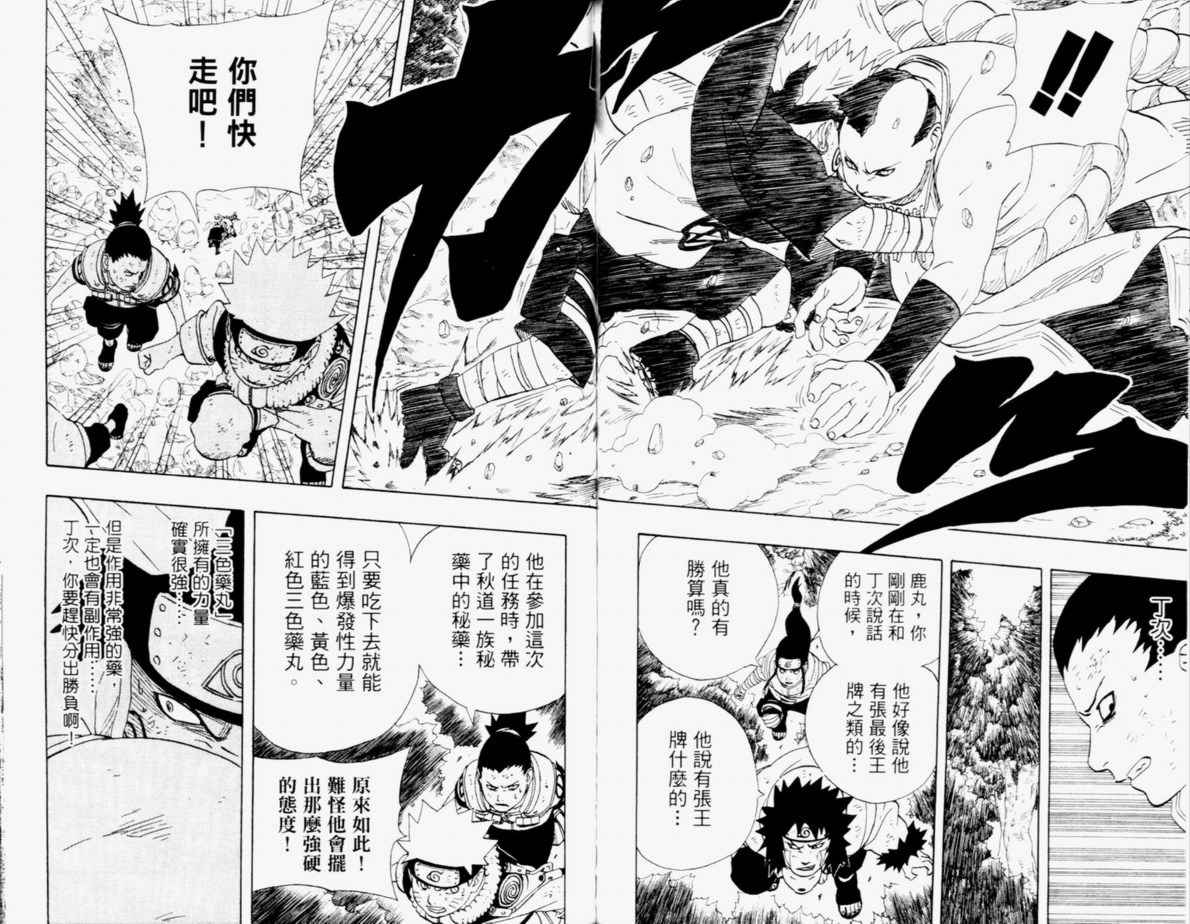 !!
你們快
走吧！
丁次……
鹿丸，你
剛剛在和
丁次說話
的時候，
他好像說他
有張最後王
牌之類的…
他真的有
勝算嗎？
他說有張王
牌什麼的…
他在參加這次
的任務時，帶
了秋道一族秘
藥中的秘藥…
只要吃下去就能
得到爆發性力量
的藍色、黃色、
紅色三色藥丸。
原來如此！
難怪他會擺
出那麼強硬
的態度！
「三色藥丸」
所擁有的力量
確實很強……
但是作用非常強的藥，
一定也會有副作用……
丁次，你要趕快分出勝負啊！